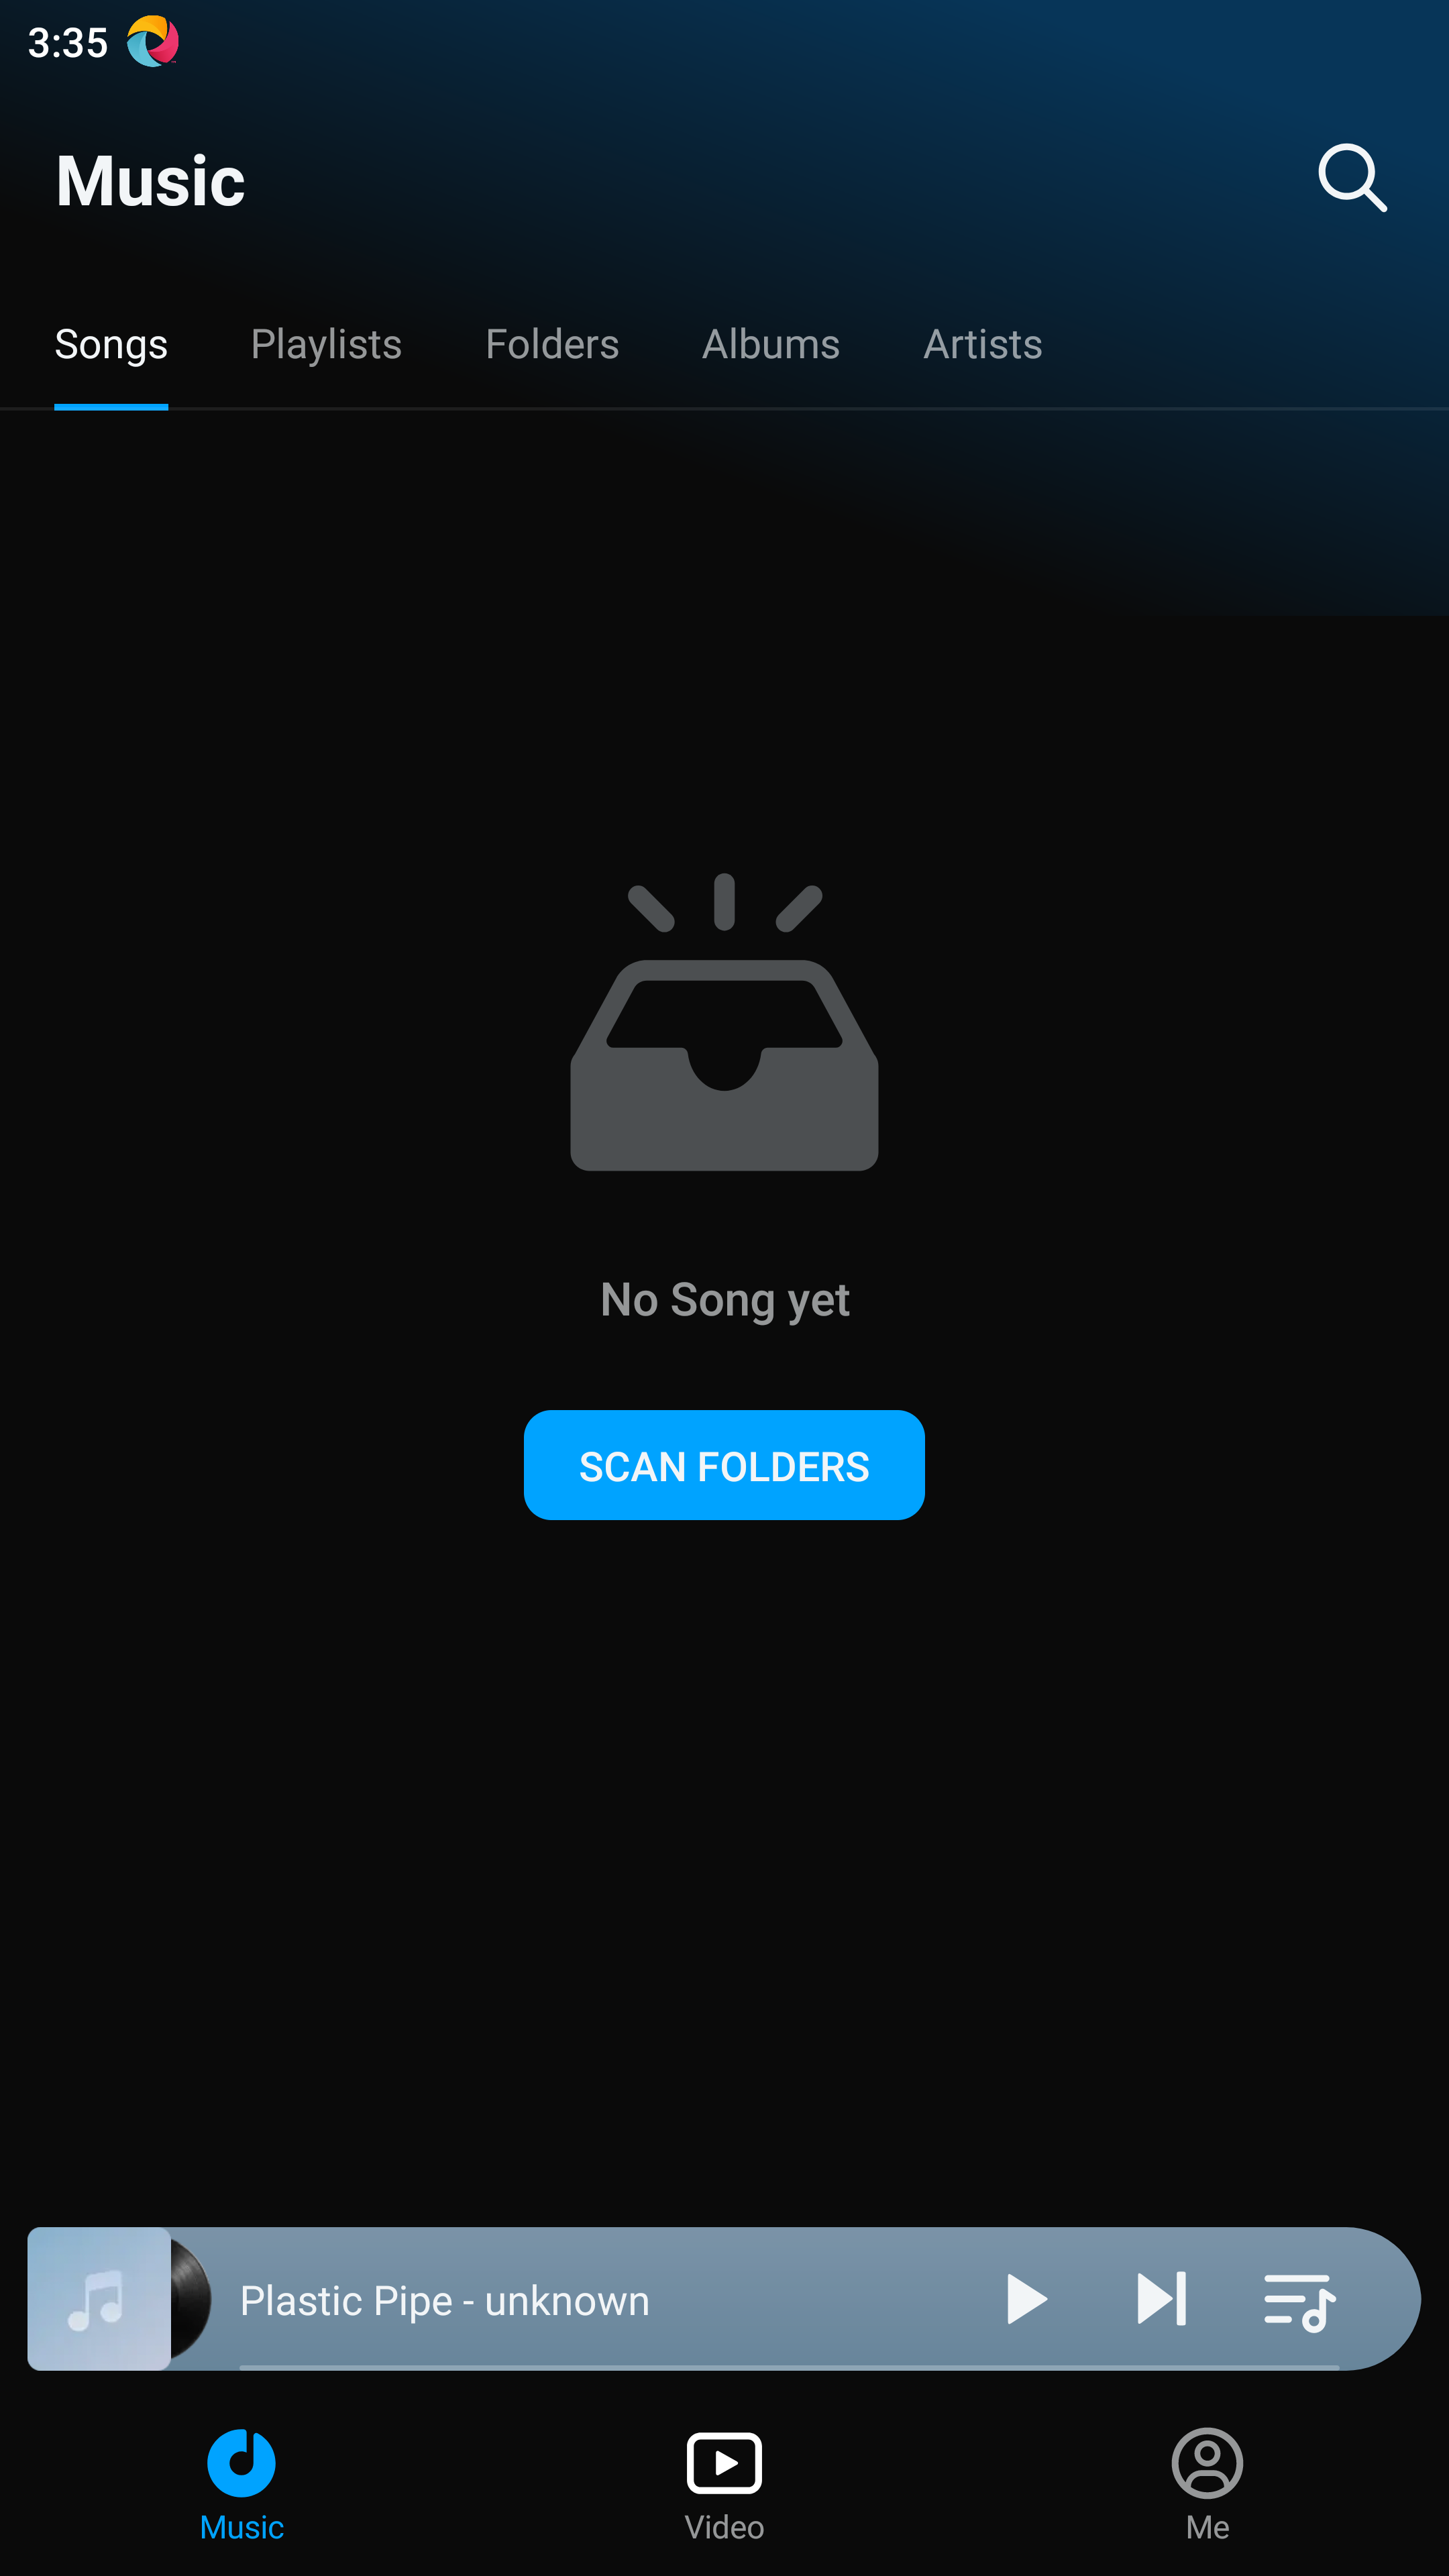 3:35
Music
Songs Playlists Folders Albums Artists
No Song yet
SCAN FOLDERS
Plastic Pipe - unknown
Music Video Me